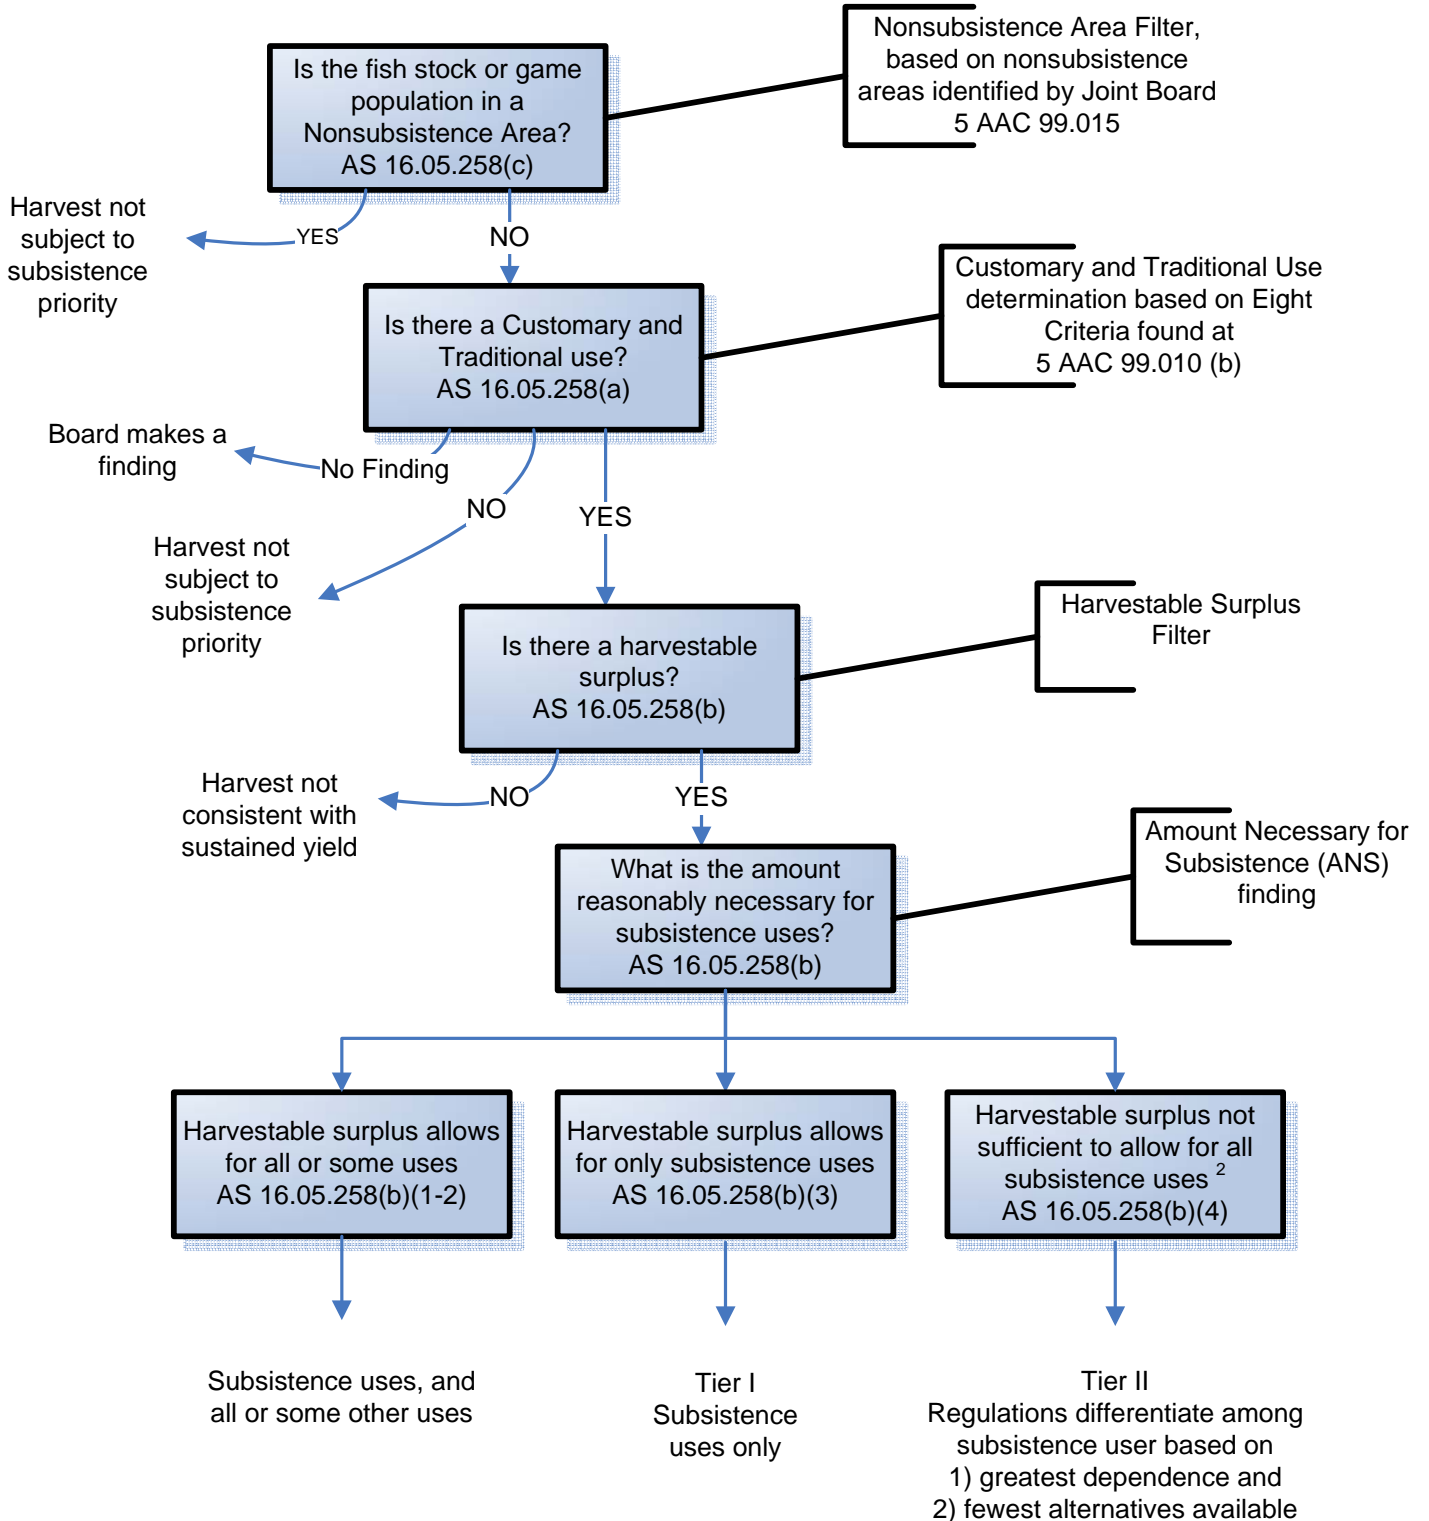 Is the fish stock or game
population in a
Nonsubsistence Area?
AS 16.05.258(c)
Nonsubsistence Area Filter,
based on nonsubsistence
areas identified by Joint Board
5 AAC 99.015
Harvest not
subject to
subsistence
priority
YES
NO
Is there a Customary and
Traditional use?
AS 16.05.258(a)
Customary and Traditional Use
determination based on Eight
Criteria found at
5 AAC 99.010 (b)
Board makes a
finding
No Finding
NO
YES
Harvest not
subject to
subsistence
priority
Is there a harvestable
surplus?
AS 16.05.258(b)
Harvestable Surplus
Filter
Harvest not
consistent with
sustained yield
NO
YES
What is the amount
reasonably necessary for
subsistence uses?
AS 16.05.258(b)
Amount Necessary for
Subsistence (ANS)
finding
Harvestable surplus allows
for all or some uses
AS 16.05.258(b)(1-2)
Harvestable surplus allows
for only subsistence uses
AS 16.05.258(b)(3)
Harvestable surplus not
sufficient to allow for all
subsistence uses 2
AS 16.05.258(b)(4)
Subsistence uses, and
all or some other uses
Tier I
Subsistence
uses only
Tier II
Regulations differentiate among
subsistence user based on
1) greatest dependence and
2) fewest alternatives available